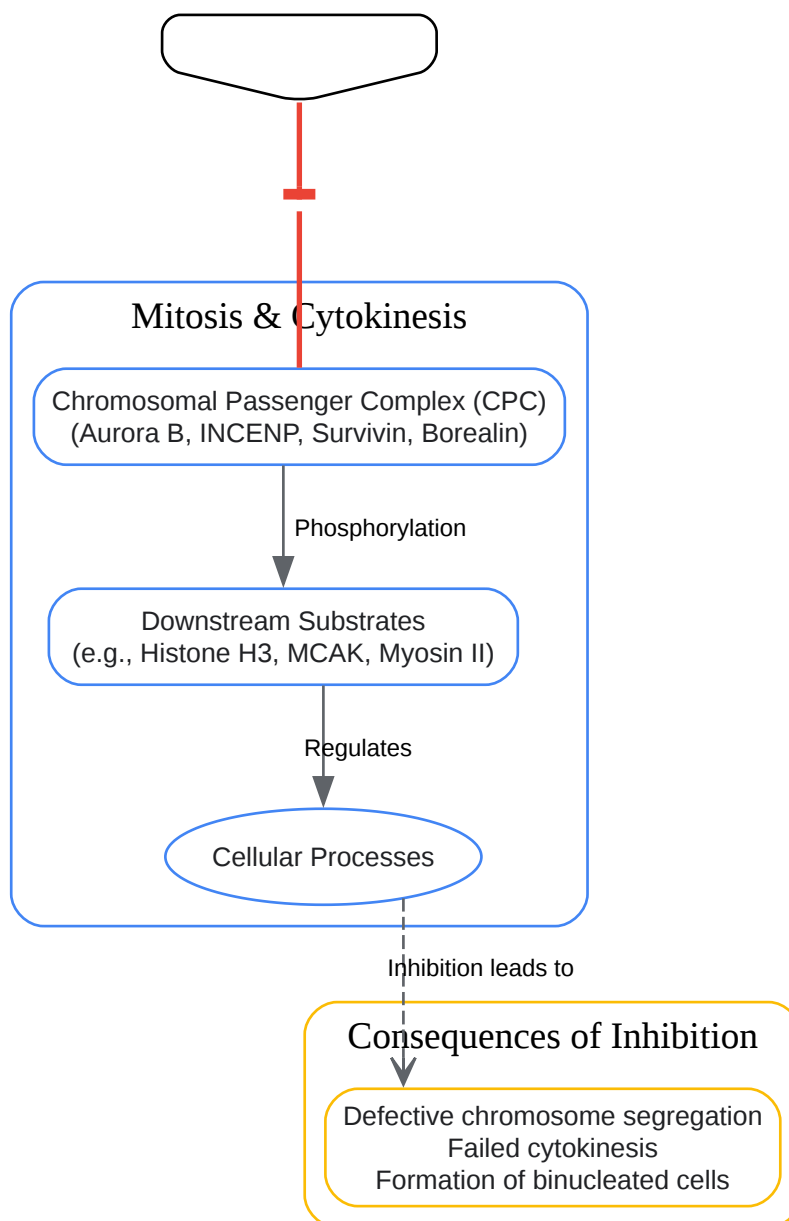 Mitosis & Cytokinesis
Chromosomal Passenger Complex (CPC)
(Aurora B, INCENP, Survivin, Borealin)
Phosphorylation
Downstream Substrates
(e.g., Histone H3, MCAK, Myosin II)
Regulates
Cellular Processes
Inhibition leads to
Consequences of Inhibition
Defective chromosome segregation
Failed cytokinesis
Formation of binucleated cells